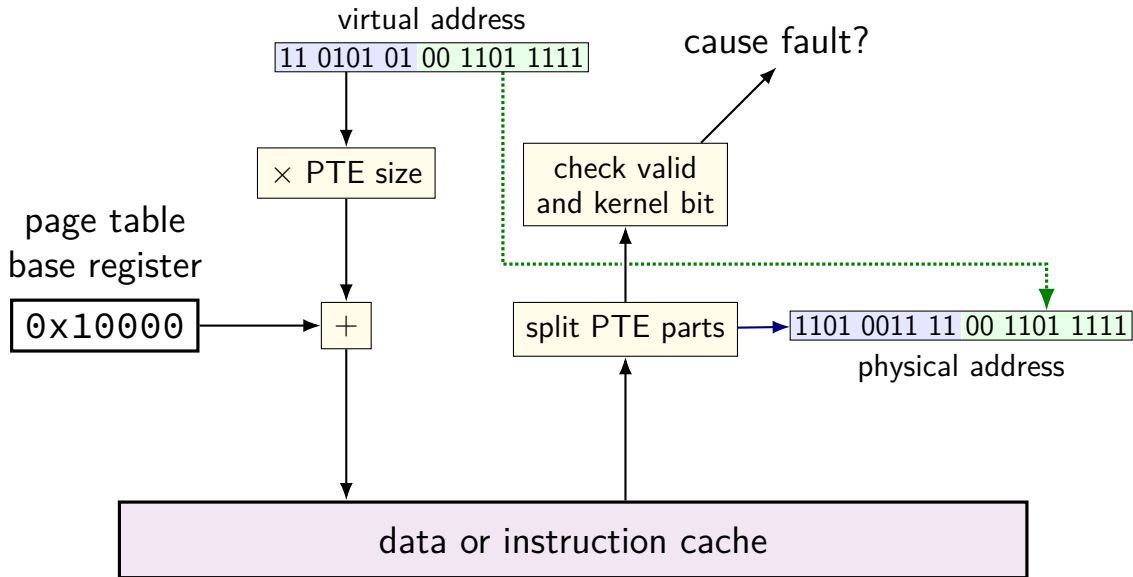 virtual address
11 0101 01 00 1101 1111
cause fault?
× PTE size
check valid
and kernel bit
page table
base register
0x10000
+
split PTE parts
1101 0011 11 00 1101 1111
physical address
data or instruction cache